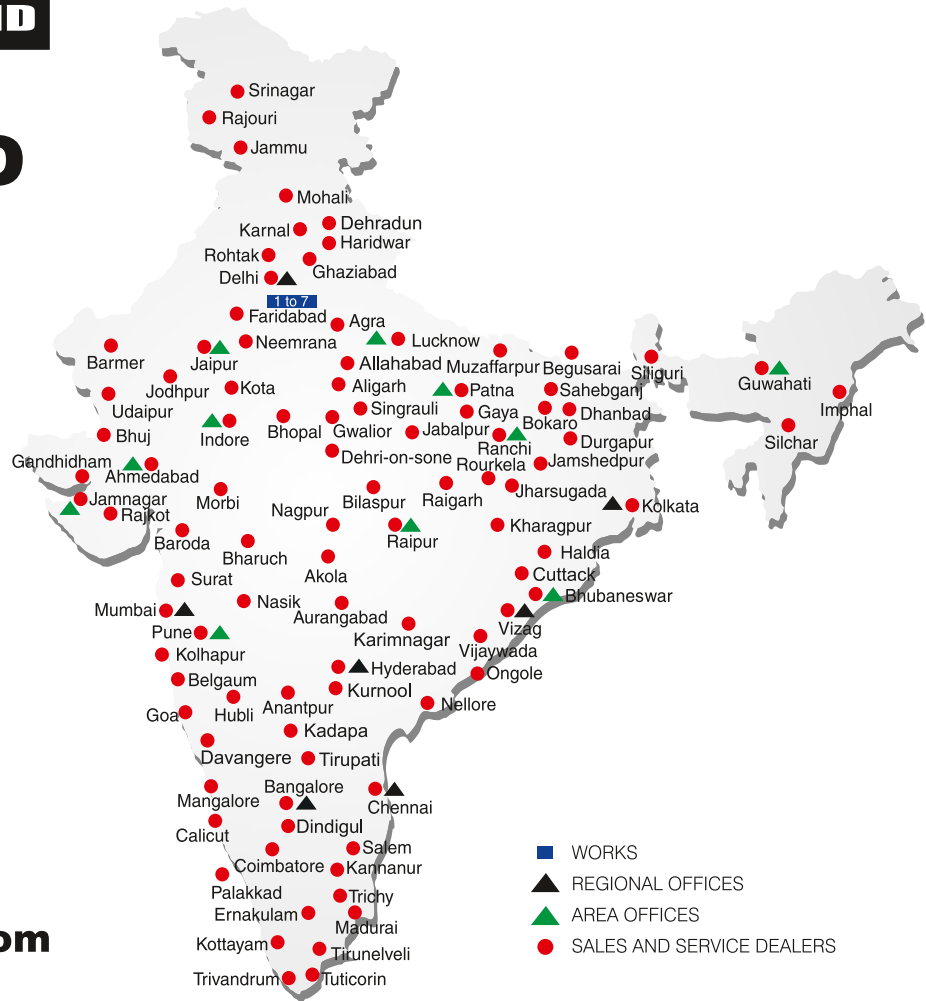 ID
Srinagar
Rajouri
Jammu
Mohali
Karnal
Dehradun
Haridwar
Rohtak
Ghaziabad
Delhi
1 to 7
Faridabad
Agra
Neemrana
Lucknow
Barmer
Jaipur
Allahabad
Muzaffarpur
Begusarai
Siliguri
Guwahati
Jodhpur
Kota
Aligarh
Patna
Sahebganj
Imphal
Udaipur
Singrauli
Gaya
Bokaro
Dhanbad
Bhuj
Indore
Bhopal
Gwalior
Jabalpur
Ranchi
Durgapur
Silchar
Gandhidham
Ahmedabad
Dehri-on-sone
Rourkela
Jamshedpur
Jamnagar
Rajkot
Morbi
Bilaspur
Raigarh
Jharsugada
Kolkata
Nagpur
Baroda
Raipur
Kharagpur
Bharuch
Akola
Haldia
Surat
Cuttack
Mumbai
Nasik
Aurangabad
Bhubaneswar
Pune
Karimnagar
Vizag
Kolhapur
Vijaywada
Hyderabad
Ongole
Belgaum
Kurnool
Goa
Hubli
Anantpur
Nellore
Kadapa
Davangere
Tirupati
Mangalore
Bangalore
Chennai
Calicut
Dindigul
Coimbatore
Salem
Kannanur
Palakkad
Trichy
Ernakulam
Madurai
Kottayam
Tirunelveli
Trivandrum
Tuticorin
WORKS
REGIONAL OFFICES
AREA OFFICES
SALES AND SERVICE DEALERS
om